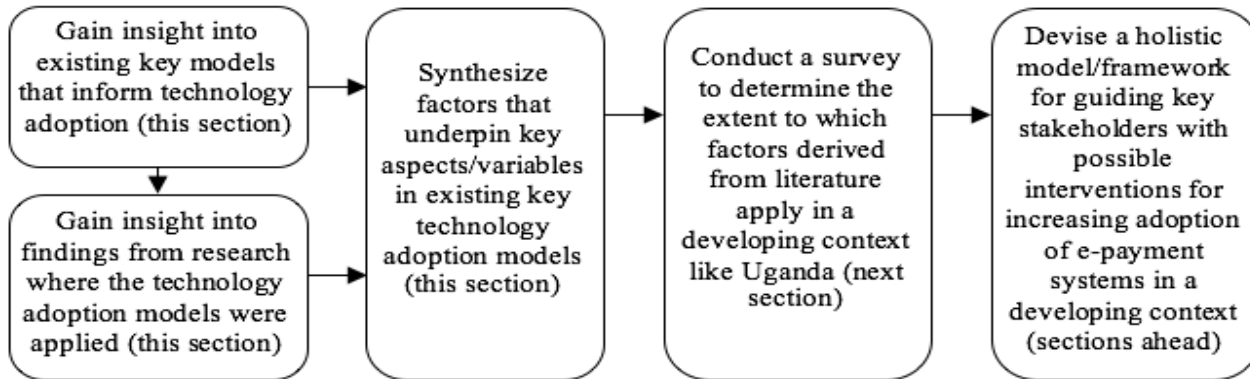 Gain insight into
existing key models
that inform technology
adoption (this section)
Gain insight into
findings from research
where the technology
adoption models were
applied (this section)
Synthesize
factors that
underpin key
aspects/variables
in existing key
technology
adoption models
(this section)
Conduct a survey
to determine the
extent to which
factors derived
from literature
apply in a
developing context
like Uganda (next
section)
Devise a holistic
model/framework
for guiding key
stakeholders with
possible
interventions for
increasing adoption
of e-payment
systems in a
developing context
(sections ahead)